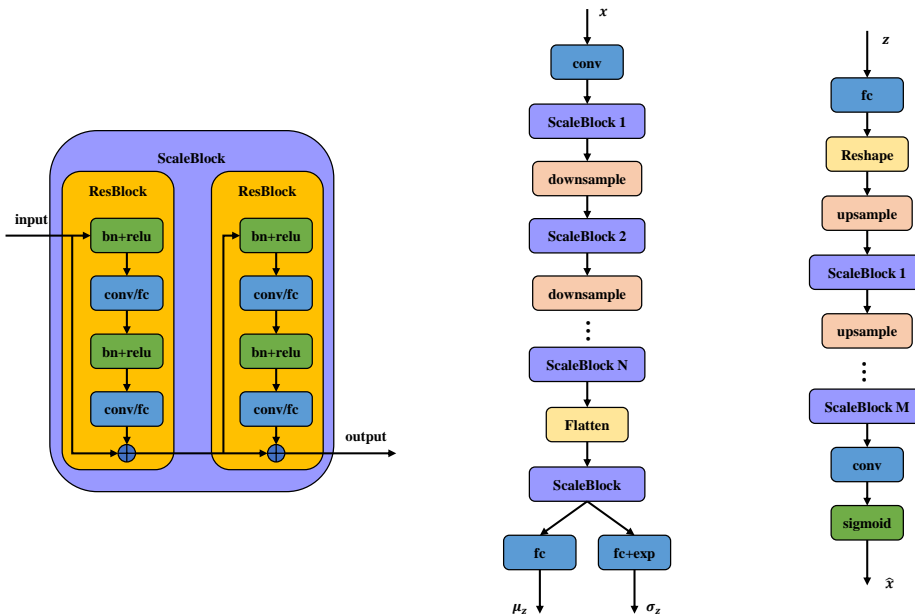 ScaleBlock
ResBlock
ResBlock
input
bn+relu
conv/fc
bn+relu
conv/fc
bn+relu
conv/fc
bn+relu
conv/fc
output
x
conv
ScaleBlock 1
downsample
ScaleBlock 2
downsample
⋮
ScaleBlock N
Flatten
ScaleBlock
fc
fc+exp
μ_z
σ_z
z
fc
Reshape
upsample
ScaleBlock 1
upsample
⋮
ScaleBlock M
conv
sigmoid
x̂